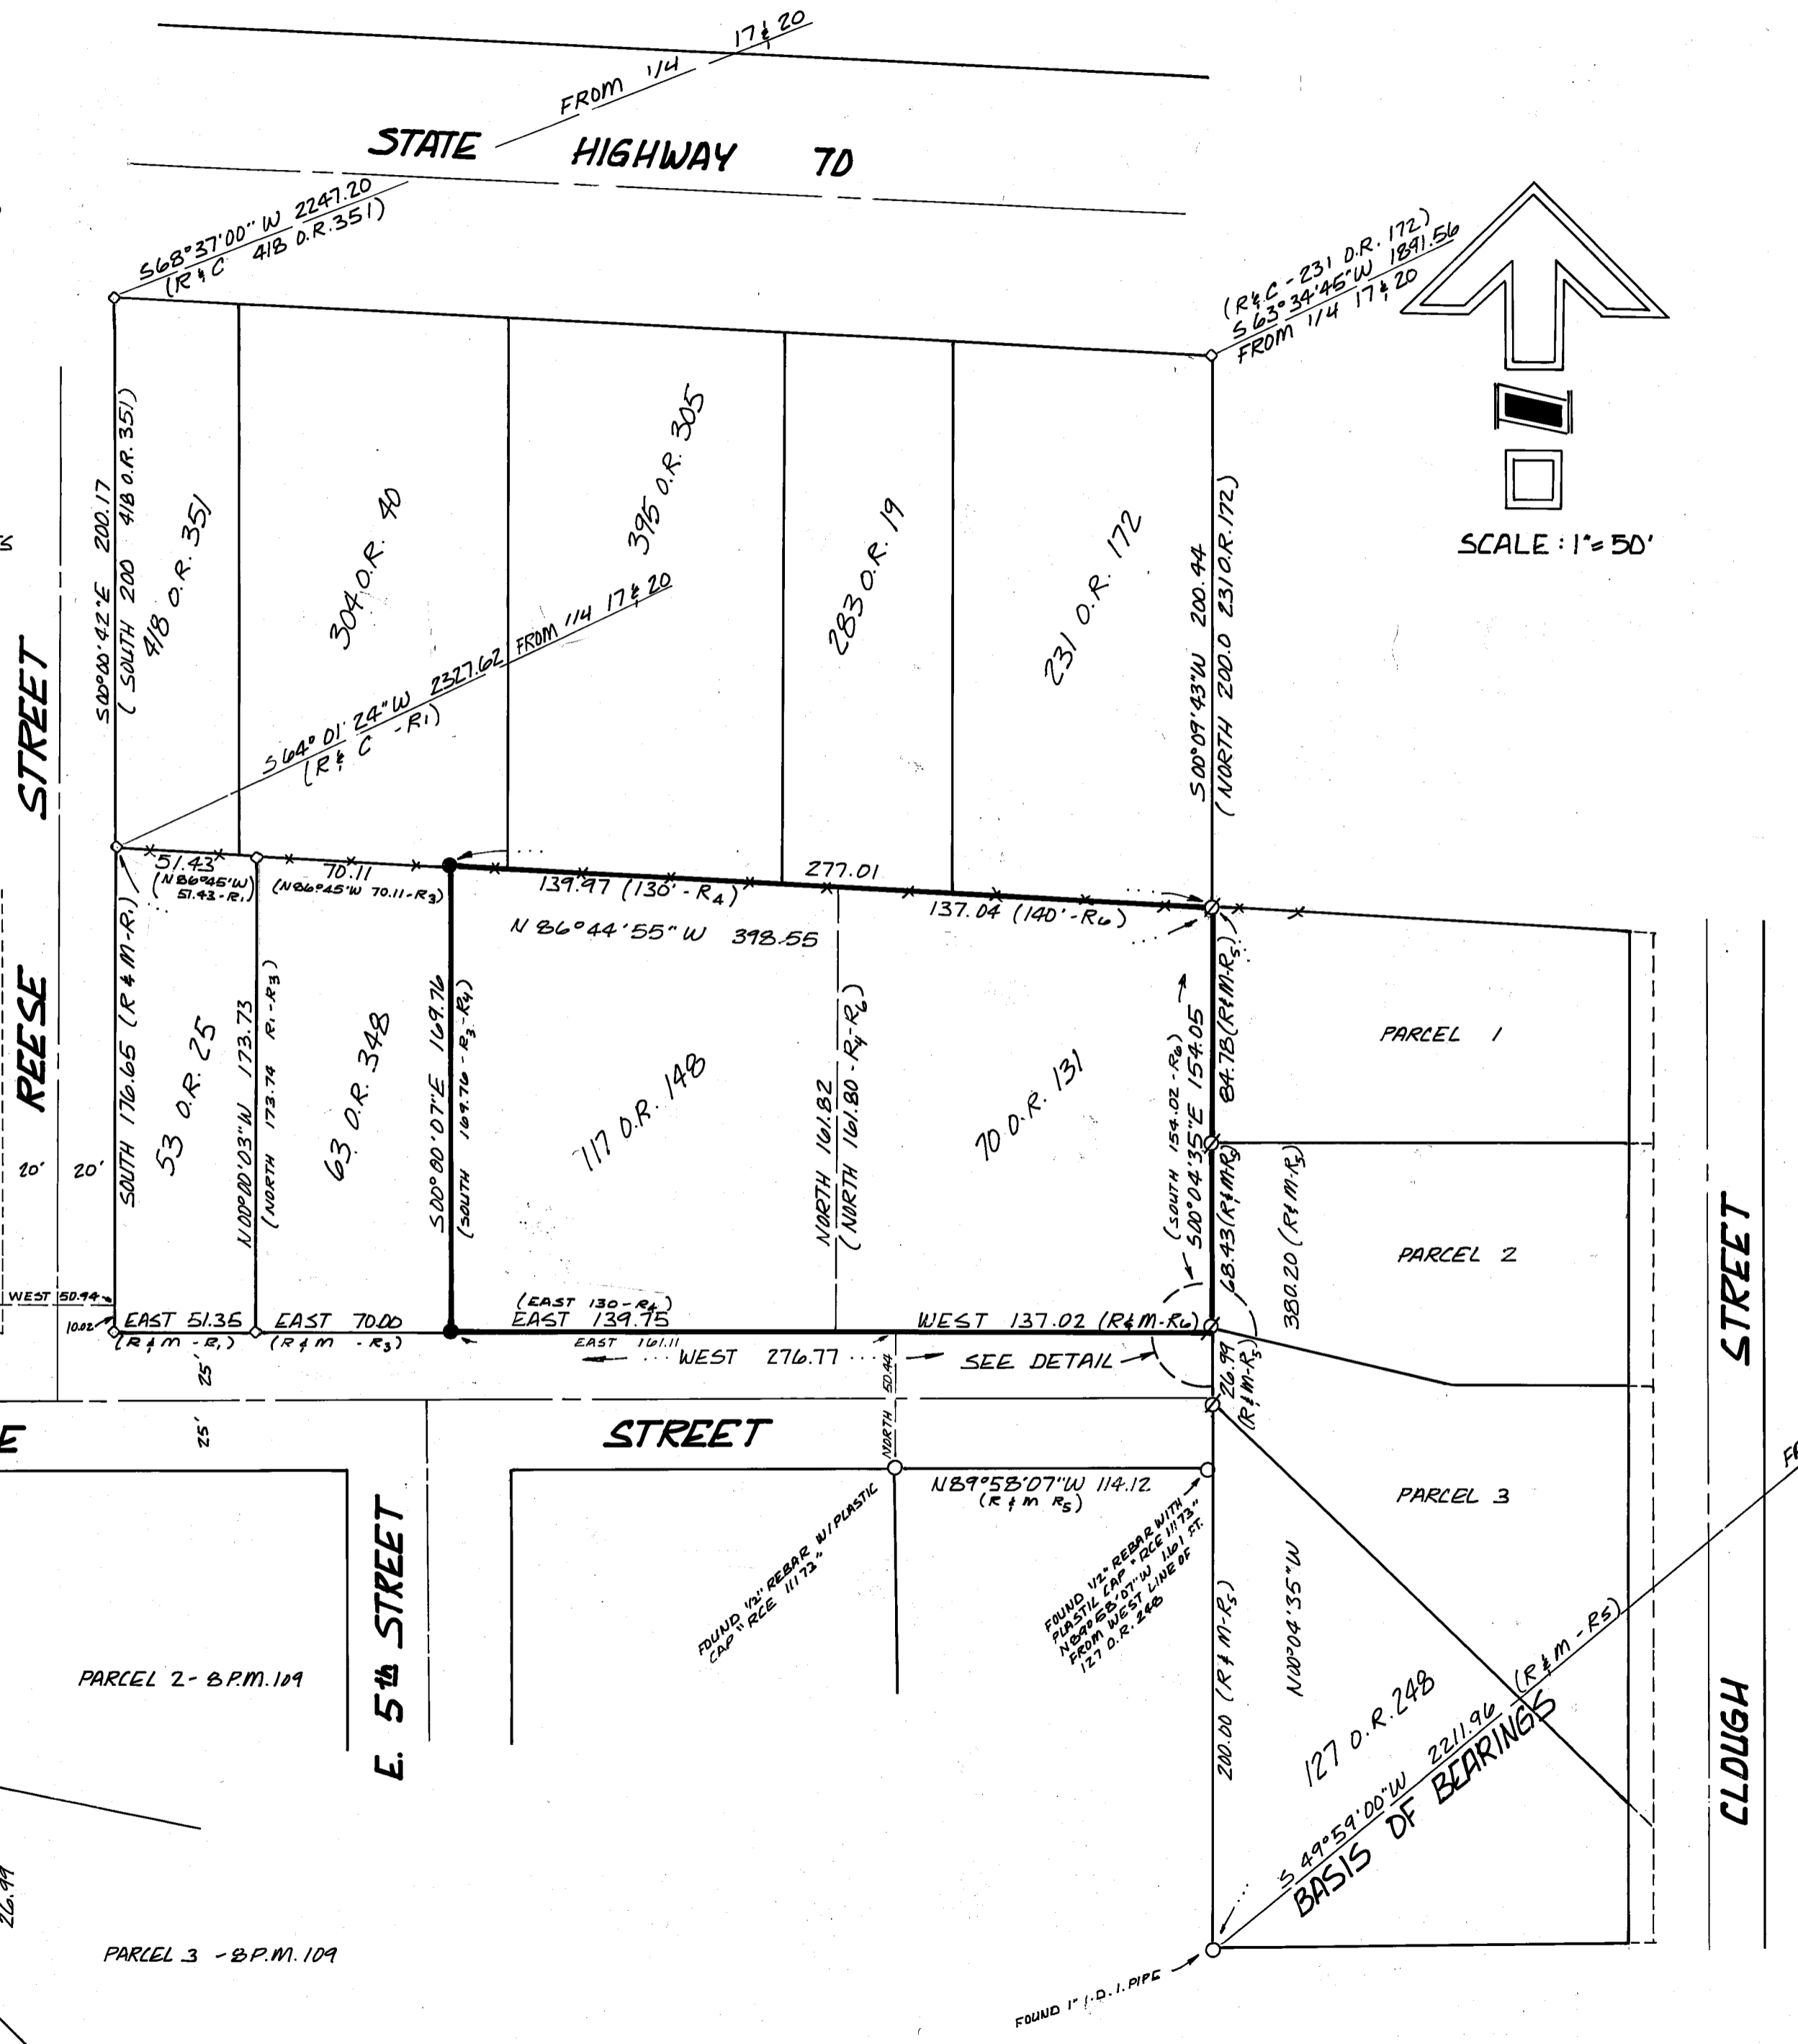 17 & 20
FROM 1/4
STATE HIGHWAY 70
S68°37'00"W 2247.20
(R & C 418 O.R. 351)
(R & C - 231 O.R. 172)
S 63°34'45"W 1891.56
FROM 1/4 17 & 20
SCALE : 1"= 50'
S00°00'42"E 200.17
(SOUTH 200 418 O.R. 351)
418 O.R. 351
304 O.R. 40
395 O.R. 305
283 O.R. 19
231 O.R. 172
S00°09'43"W 200.44
(NORTH 200.0 231 O.R. 172)
S64°01'24"W 2327.62 FROM 1/4 17 & 20
(R & C - R1)
REESE STREET
51.43
(N86°45'W
51.43-R1)
70.11
(N86°45'W 70.11-R3)
139.97 (130'-R4)
277.01
137.04 (140'-R6)
N 86°44'55"W 398.55
SOUTH 176.65 (R & M-R1)
53 O.R. 25
N00°00'03"W 173.73
(NORTH 173.74 R1-R3)
63 O.R. 348
S00°00'07"E 169.76
(SOUTH 169.76-R3-R4)
117 O.R. 148
NORTH 161.82
(NORTH 161.80-R4-R6)
70 O.R. 131
(SOUTH 154.02-R6)
S00°04'35"E 154.05
84.78 (R&M-R5)
68.43 (R&M-R5)
380.20 (R&M-R5)
PARCEL 1
PARCEL 2
20' 20'
WEST 50.94
10.02
EAST 51.35
(R & M - R1)
EAST 70.00
(R & M - R3)
(EAST 130-R4)
EAST 139.75
EAST 161.11
WEST 137.02 (R&M-R6)
WEST 276.77
SEE DETAIL
26.99
(R&M-R5)
25'
25'
E
STREET
NORTH 50.44
N89°58'07"W 114.12
(R & M R5)
FOUND 1/2" REBAR W/ PLASTIC
CAP "RCE 11173"
FOUND 1/2" REBAR WITH
PLASTIC CAP "RCE 11173"
N89°58'07"W 1.61 FT.
FROM WEST LINE OF
127 O.R. 248
PARCEL 3
E. 5th STREET
PARCEL 2-8 P.M. 109
PARCEL 3 -8 P.M. 109
26.99
200.00 (R & M-R5)
N00°04'35"W
127 O.R. 248
S 49°59'00"W 2211.96 (R & M - R5)
BASIS OF BEARINGS
FOUND 1" I.D. I. PIPE
CLOUGH STREET